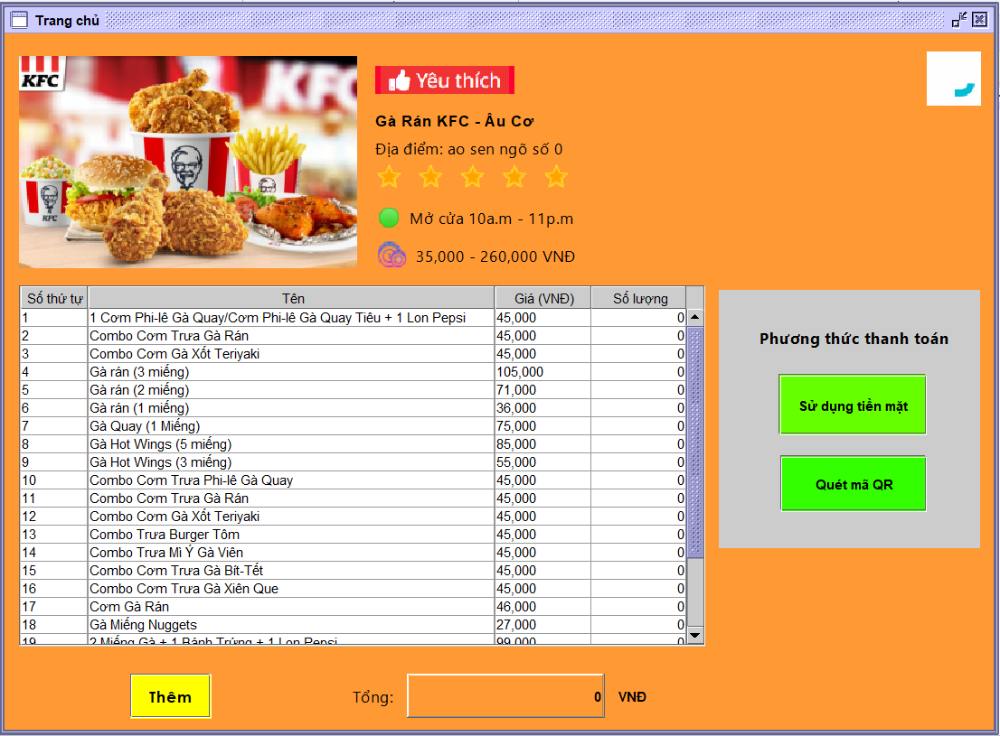 Trang chủ
KFC
KFC
Yêu thích
Gà Rán KFC - Âu Cơ
Địa điểm: ao sen ngõ số 0
Mở cửa 10a.m - 11p.m
35,000 - 260,000 VNĐ
Số thứ tự Tên Giá (VNĐ) Số lượng
1 1 Cơm Phi-lê Gà Quay/Cơm Phi-lê Gà Quay Tiêu + 1 Lon Pepsi 45,000 0
2 Combo Cơm Trưa Gà Rán 45,000 0
3 Combo Cơm Gà Xốt Teriyaki 45,000 0
4 Gà rán (3 miếng) 105,000 0
5 Gà rán (2 miếng) 71,000 0
6 Gà rán (1 miếng) 36,000 0
7 Gà Quay (1 Miếng) 75,000 0
8 Gà Hot Wings (5 miếng) 85,000 0
9 Gà Hot Wings (3 miếng) 55,000 0
10 Combo Cơm Trưa Phi-lê Gà Quay 45,000 0
11 Combo Cơm Trưa Gà Rán 45,000 0
12 Combo Cơm Gà Xốt Teriyaki 45,000 0
13 Combo Trưa Burger Tôm 45,000 0
14 Combo Trưa Mì Ý Gà Viên 45,000 0
15 Combo Cơm Trưa Gà Bít-Tết 45,000 0
16 Combo Cơm Trưa Gà Xiên Que 45,000 0
17 Cơm Gà Rán 46,000 0
18 Gà Miếng Nuggets 27,000 0
19 2 Miếng Gà + 1 Bánh Trứng + 1 Lon Pepsi 99,000 0
Phương thức thanh toán
Sử dụng tiền mặt
Quét mã QR
Thêm
Tổng: 0 VNĐ